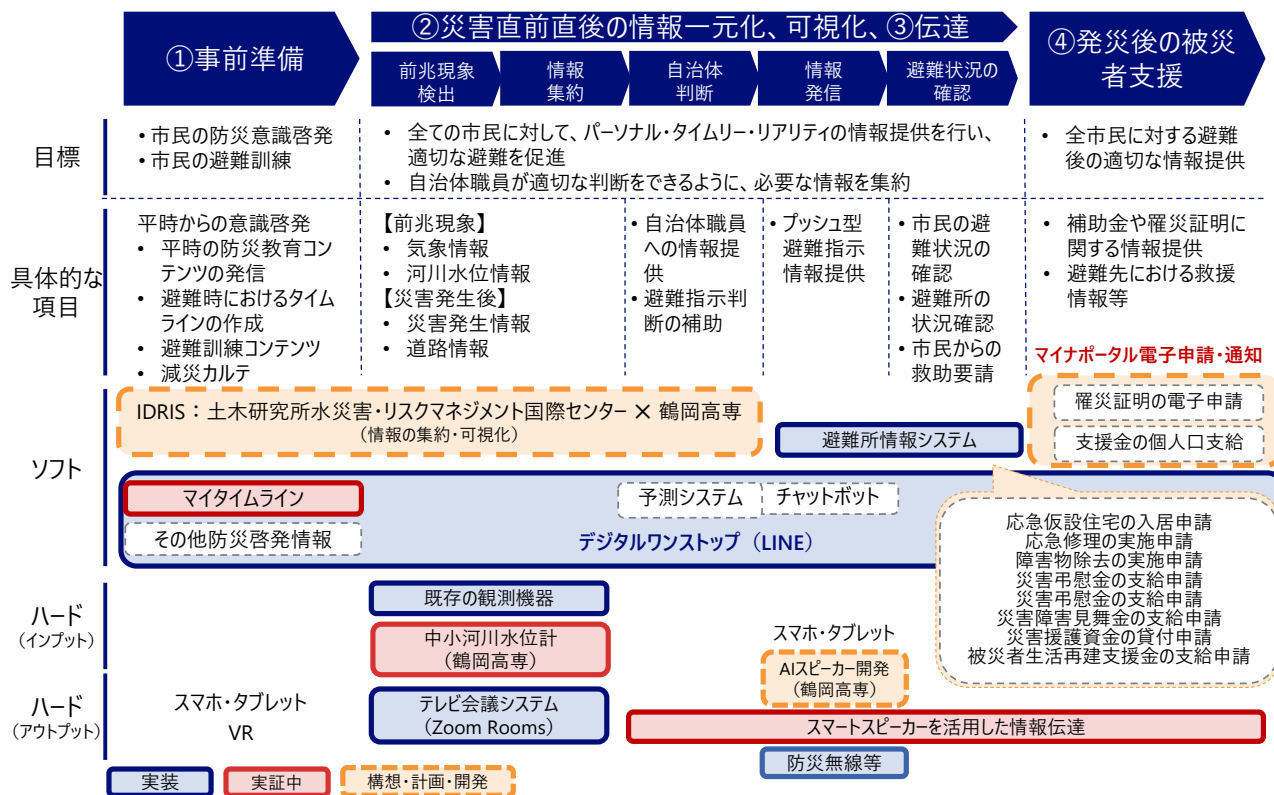 ①事前準備
②災害直前直後の情報一元化、可視化、③伝達
前兆現象
検出
情報
集約
自治体
判断
情報
発信
避難状況の
確認
④発災後の被災
者支援
目標
・市民の防災意識啓発
・市民の避難訓練
• 全ての市民に対して、パーソナル・タイムリー・リアリティの情報提供を行い、
適切な避難を促進
• 自治体職員が適切な判断をできるように、必要な情報を集約
• 全市民に対する避難
後の適切な情報提供
具体的な
項目
平時からの意識啓発
• 平時の防災教育コン
テンツの発信
• 避難時におけるタイム
ラインの作成
• 避難訓練コンテンツ
• 減災カルテ
【前兆現象】
• 気象情報
• 河川水位情報
【災害発生後】
• 災害発生情報
• 道路情報
・自治体職員
への情報提
供
・避難指示判
断の補助
• プッシュ型
避難指示
情報提供
• 市民の避
難状況の
確認
• 避難所の
状況確認
• 市民からの
救助要請
• 補助金や罹災証明に
関する情報提供
• 避難先における救援
情報等
マイナポータル電子申請・通知
罹災証明の電子申請
支援金の個人口支給
ソフト
IDRIS：土木研究所水災害・リスクマネジメント国際センター × 鶴岡高専
（情報の集約・可視化）
避難所情報システム
マイタイムライン
その他防災啓発情報
予測システム
チャットボット
デジタルワンストップ（LINE）
応急仮設住宅の入居申請
応急修理の実施申請
障害物除去の実施申請
災害弔慰金の支給申請
災害弔慰金の支給申請
災害障害見舞金の支給申請
災害援護資金の貸付申請
被災者生活再建支援金の支給申請
ハード
（インプット）
既存の観測機器
中小河川水位計
（鶴岡高専）
スマホ・タブレット
AIスピーカー開発
（鶴岡高専）
ハード
（アウトプット）
スマホ・タブレット
VR
テレビ会議システム
（Zoom Rooms）
スマートスピーカーを活用した情報伝達
防災無線等
実装
実証中
構想・計画・開発